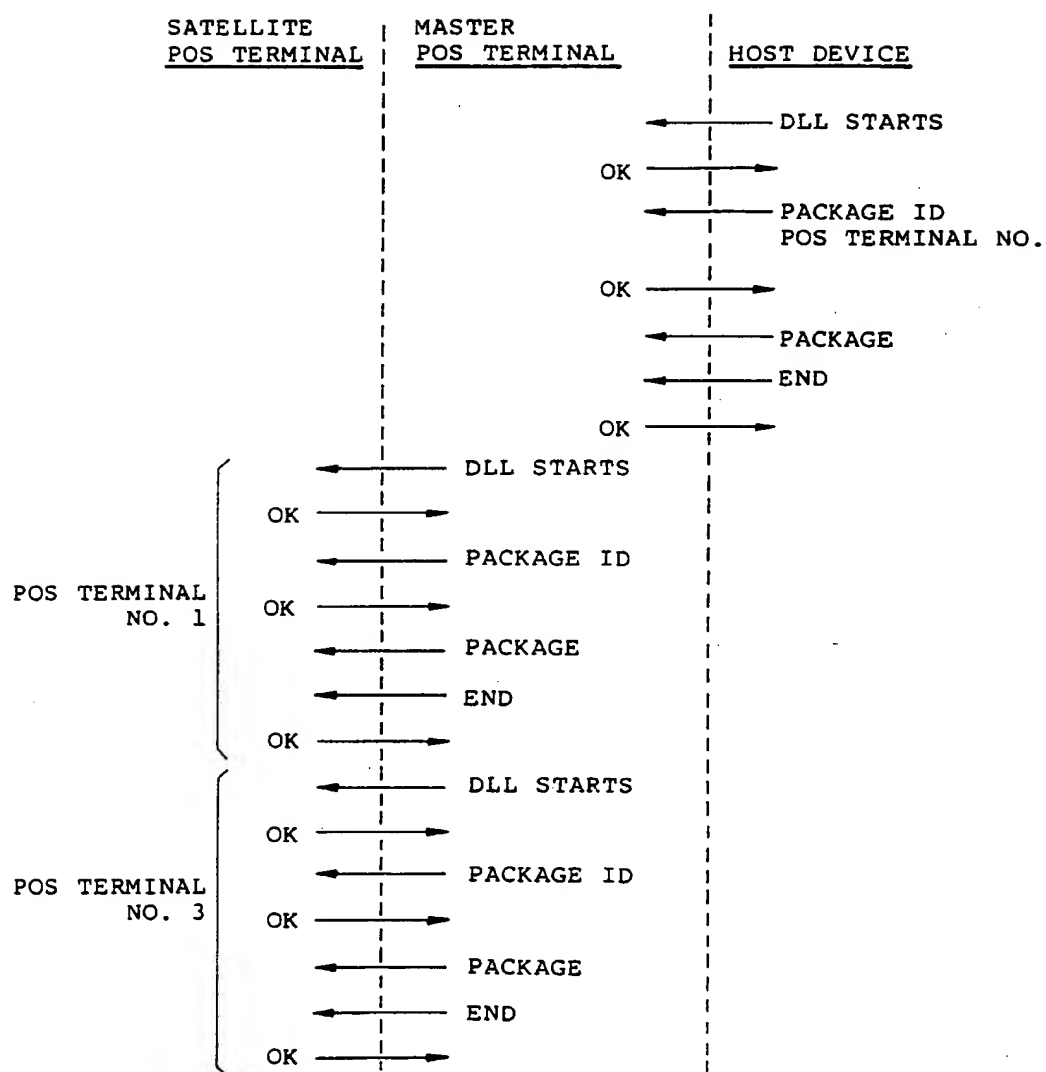 SATELLITE
POS TERMINAL
MASTER
POS TERMINAL
HOST DEVICE
DLL STARTS
OK
PACKAGE ID
POS TERMINAL NO.
OK
PACKAGE
END
OK
DLL STARTS
OK
PACKAGE ID
POS TERMINAL
NO. 1
OK
PACKAGE
END
OK
DLL STARTS
OK
PACKAGE ID
POS TERMINAL
NO. 3
OK
PACKAGE
END
OK